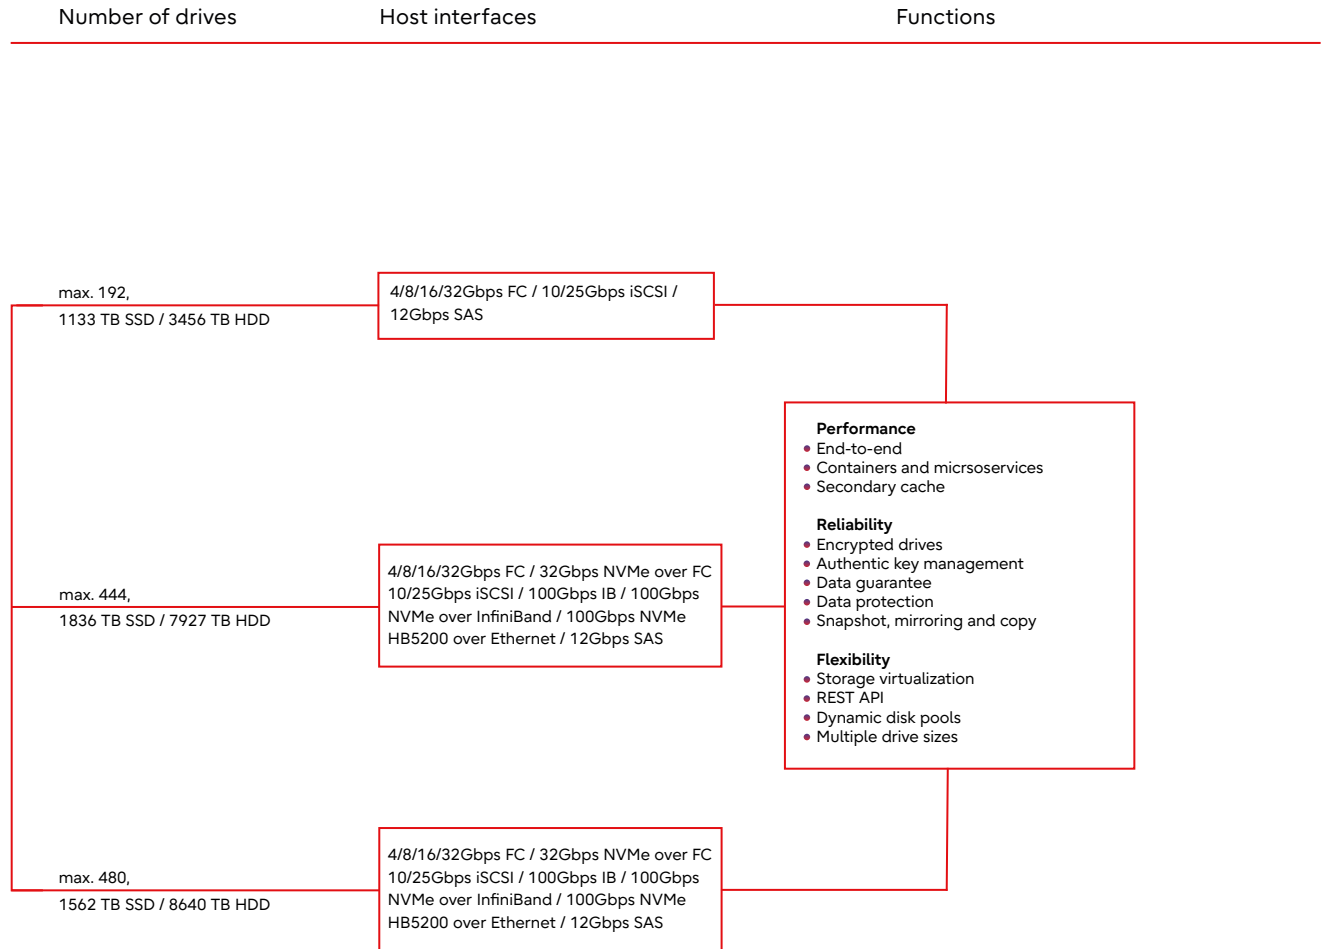 Number of drives
Host interfaces
Functions
max. 192,
1133 TB SSD / 3456 TB HDD
4/8/16/32Gbps FC / 10/25Gbps iSCSI /
12Gbps SAS
Performance
• End-to-end
• Containers and micrsoservices
• Secondary cache
Reliability
• Encrypted drives
• Authentic key management
• Data guarantee
• Data protection
• Snapshot, mirroring and copy
Flexibility
• Storage virtualization
• REST API
• Dynamic disk pools
• Multiple drive sizes
max. 444,
1836 TB SSD / 7927 TB HDD
4/8/16/32Gbps FC / 32Gbps NVMe over FC
10/25Gbps iSCSI / 100Gbps IB / 100Gbps
NVMe over InfiniBand / 100Gbps NVMe
HB5200 over Ethernet / 12Gbps SAS
max. 480,
1562 TB SSD / 8640 TB HDD
4/8/16/32Gbps FC / 32Gbps NVMe over FC
10/25Gbps iSCSI / 100Gbps IB / 100Gbps
NVMe over InfiniBand / 100Gbps NVMe
HB5200 over Ethernet / 12Gbps SAS